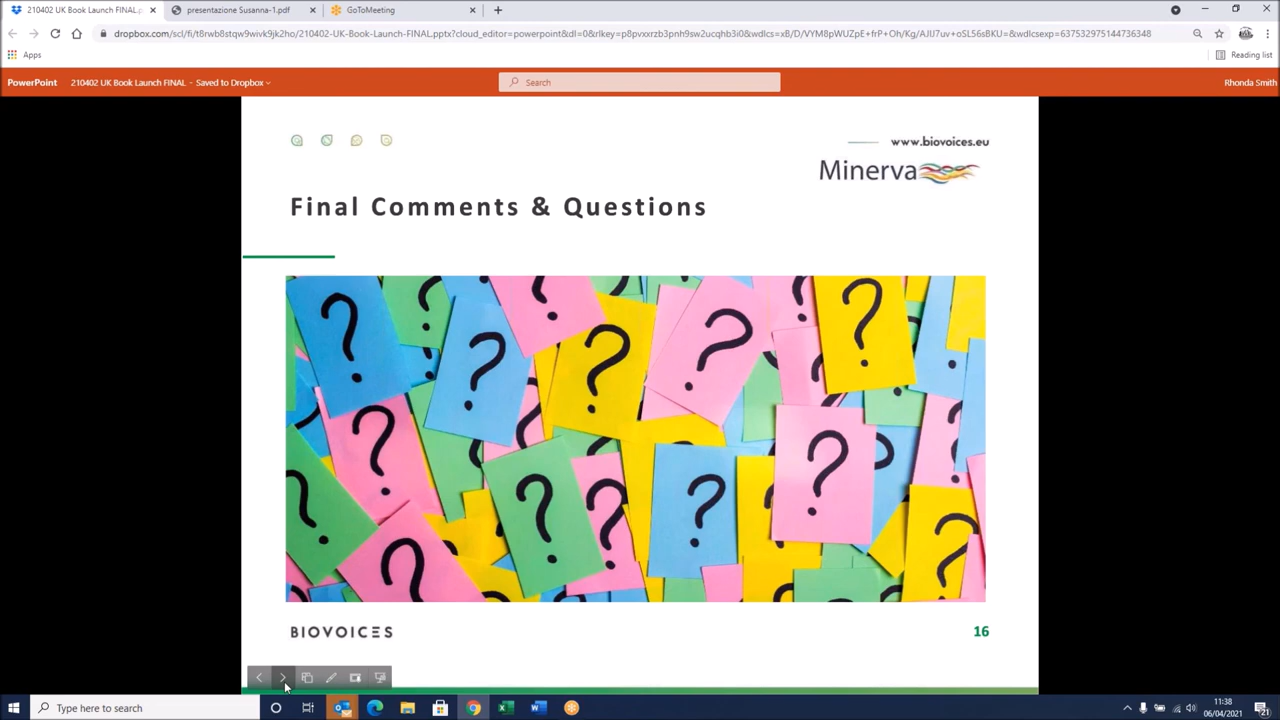 210402 UK Book Launch FINAL.p
presentazione Susanna-1.pdf
GoToMeeting
Apps
Reading list
PowerPoint
210402 UK Book Launch FINAL - Saved to Dropbox
Search
Rhonda Smith
www.biovoices.eu
Minerva
Final Comments & Questions
? ? ? ? ? ? ? ? ? ? ? ? ?
BIOVOICES
16
Type here to search
11:38
06/04/2021